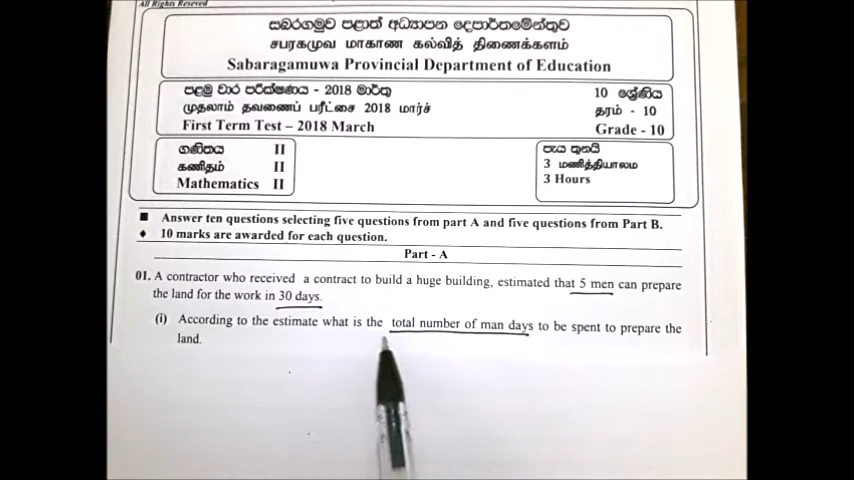 All Rights Reseved
සබරගමුව පළාත් අධ්‍යාපන දෙපාර්තමේන්තුව
சபரகமுவ மாகாண கல்வித் திணைக்களம்
Sabaragamuwa Provincial Department of Education
පළමු වාර පරීක්ෂණය - 2018 මාර්තු
முதலாம் தவணைப் பரீட்சை 2018 மார்ச்
First Term Test – 2018 March
10 ශ්‍රේණිය
தரம் - 10
Grade - 10
ගණිතය II
கணிதம் II
Mathematics II
පැය තුනයි
3 மணித்தியாலம
3 Hours
■ Answer ten questions selecting five questions from part A and five questions from Part B.
♦ 10 marks are awarded for each question.
Part - A
01. A contractor who received a contract to build a huge building, estimated that 5 men can prepare
the land for the work in 30 days.
(i) According to the estimate what is the total number of man days to be spent to prepare the
land.